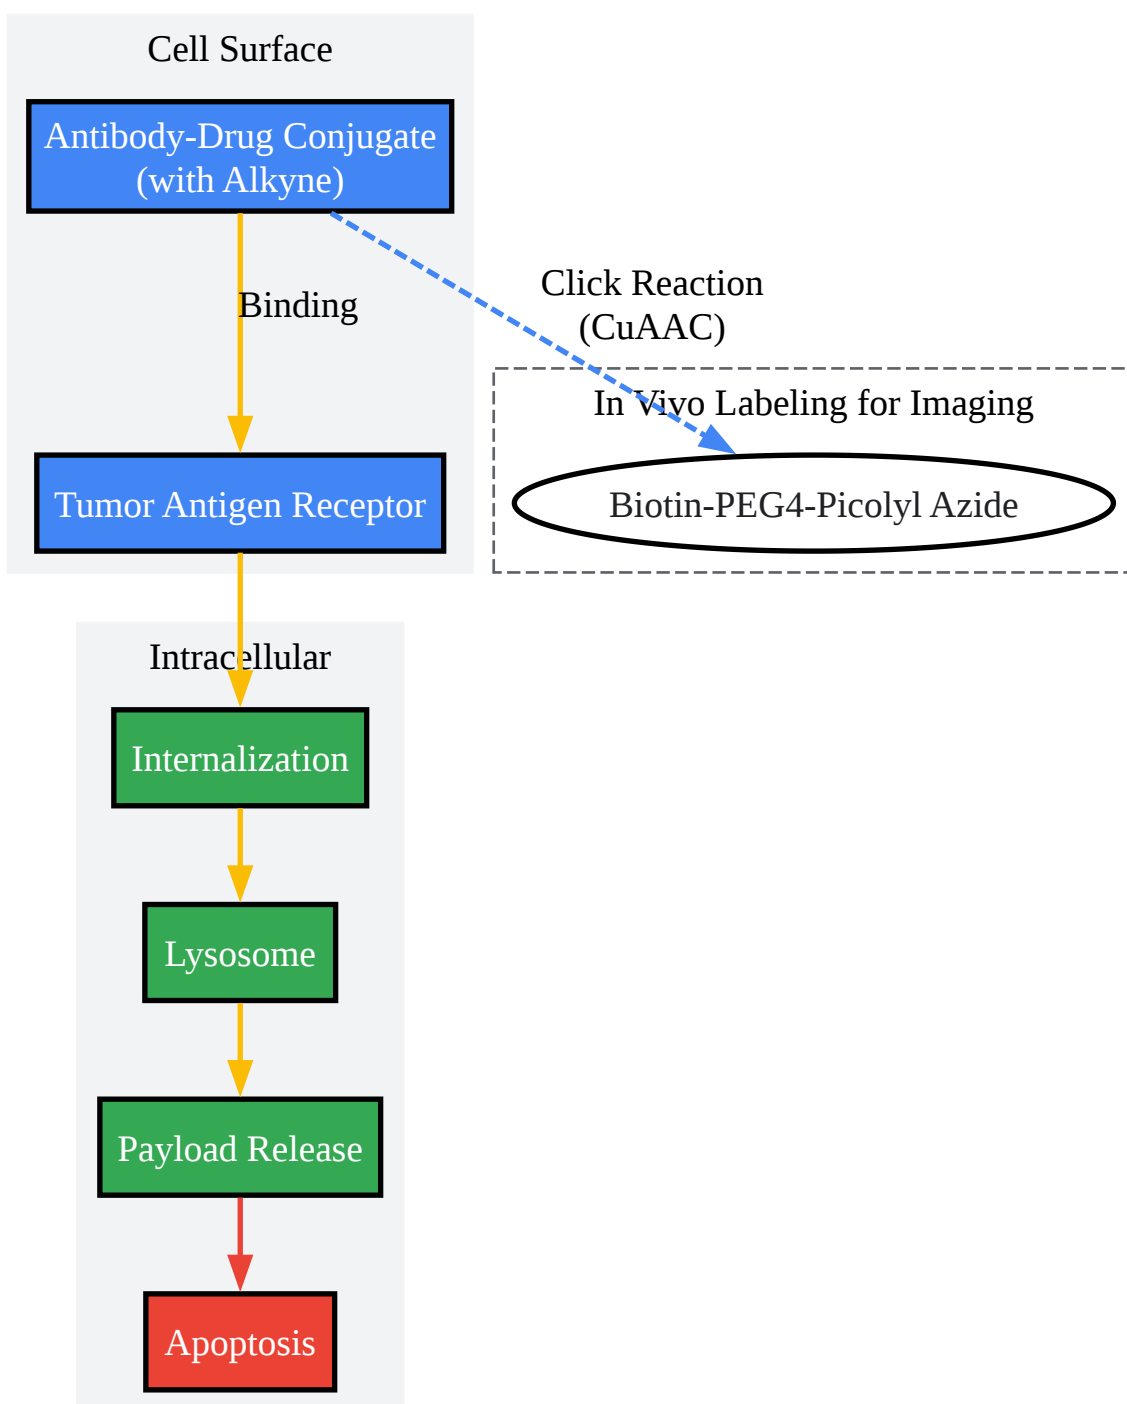 Cell Surface
Antibody-Drug Conjugate
(with Alkyne)
Binding
Click Reaction
(CuAAC)
In Vivo Labeling for Imaging
Tumor Antigen Receptor
Biotin-PEG4-Picolyl Azide
Intracellular
Internalization
Lysosome
Payload Release
Apoptosis